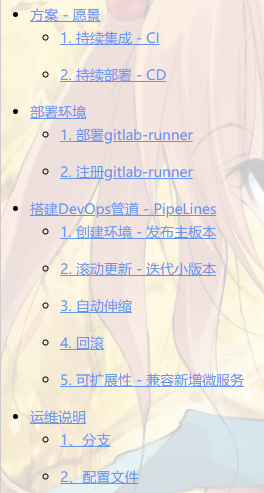 方案 - 愿景
1. 持续集成 - CI
2. 持续部署 - CD
部署环境
1. 部署gitlab-runner
2. 注册gitlab-runner
搭建DevOps管道 - PipeLines
1. 创建环境 - 发布主版本
2. 滚动更新 - 迭代小版本
3. 自动伸缩
4. 回滚
5. 可扩展性 - 兼容新增微服务
运维说明
1、分支
2、配置文件